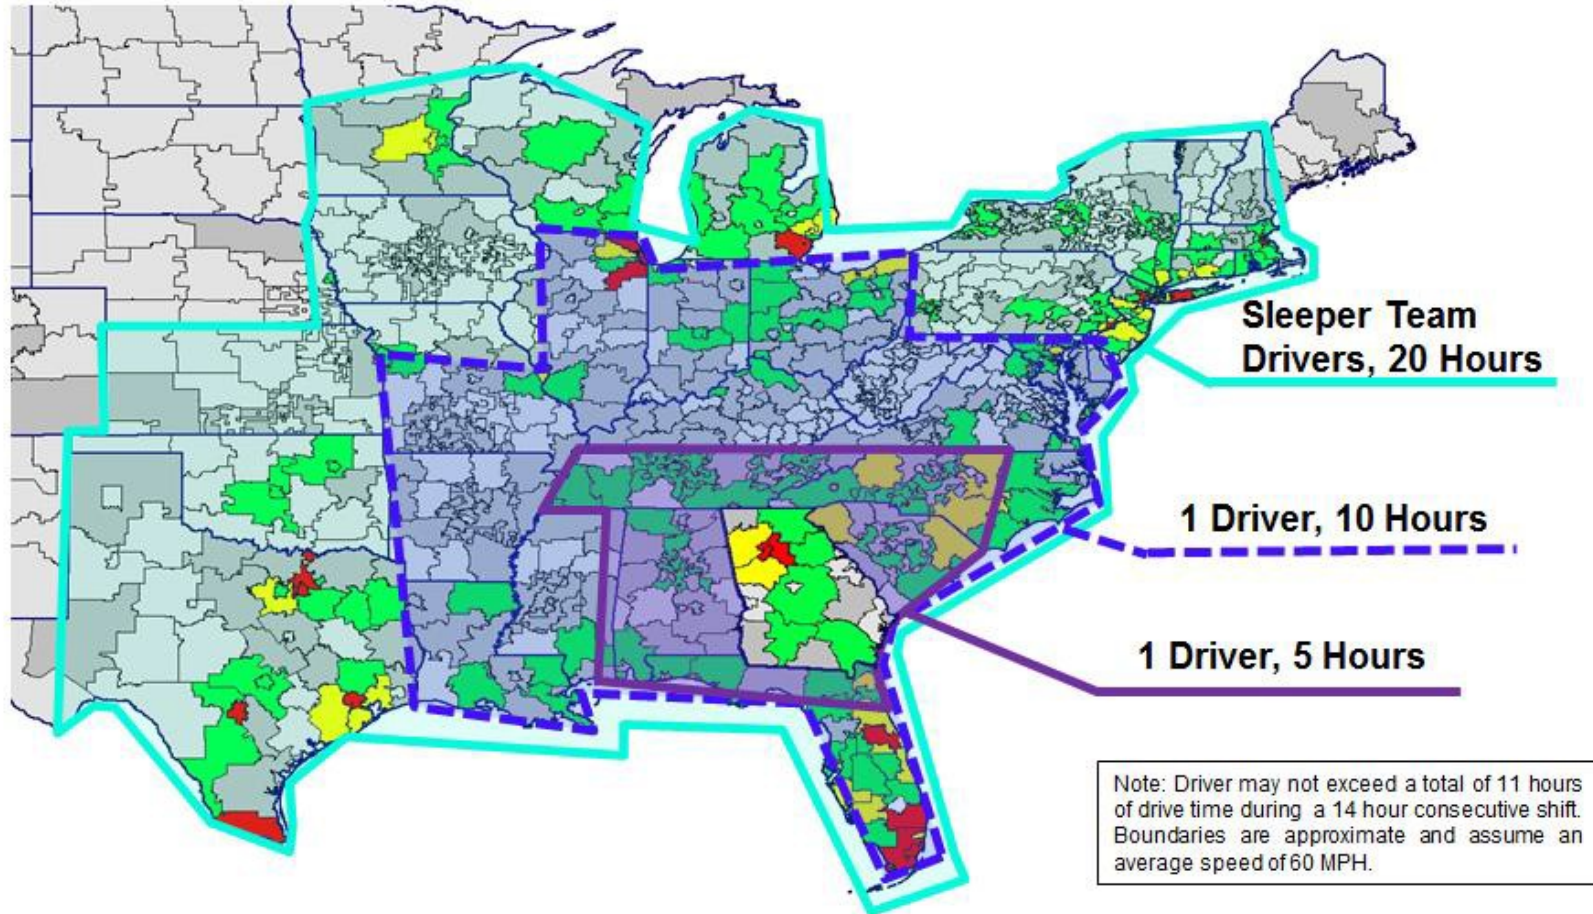 Sleeper Team
Drivers, 20 Hours
1 Driver, 10 Hours
1 Driver, 5 Hours
Note: Driver may not exceed a total of 11 hours
of drive time during a 14 hour consecutive shift.
Boundaries are approximate and assume an
average speed of 60 MPH.